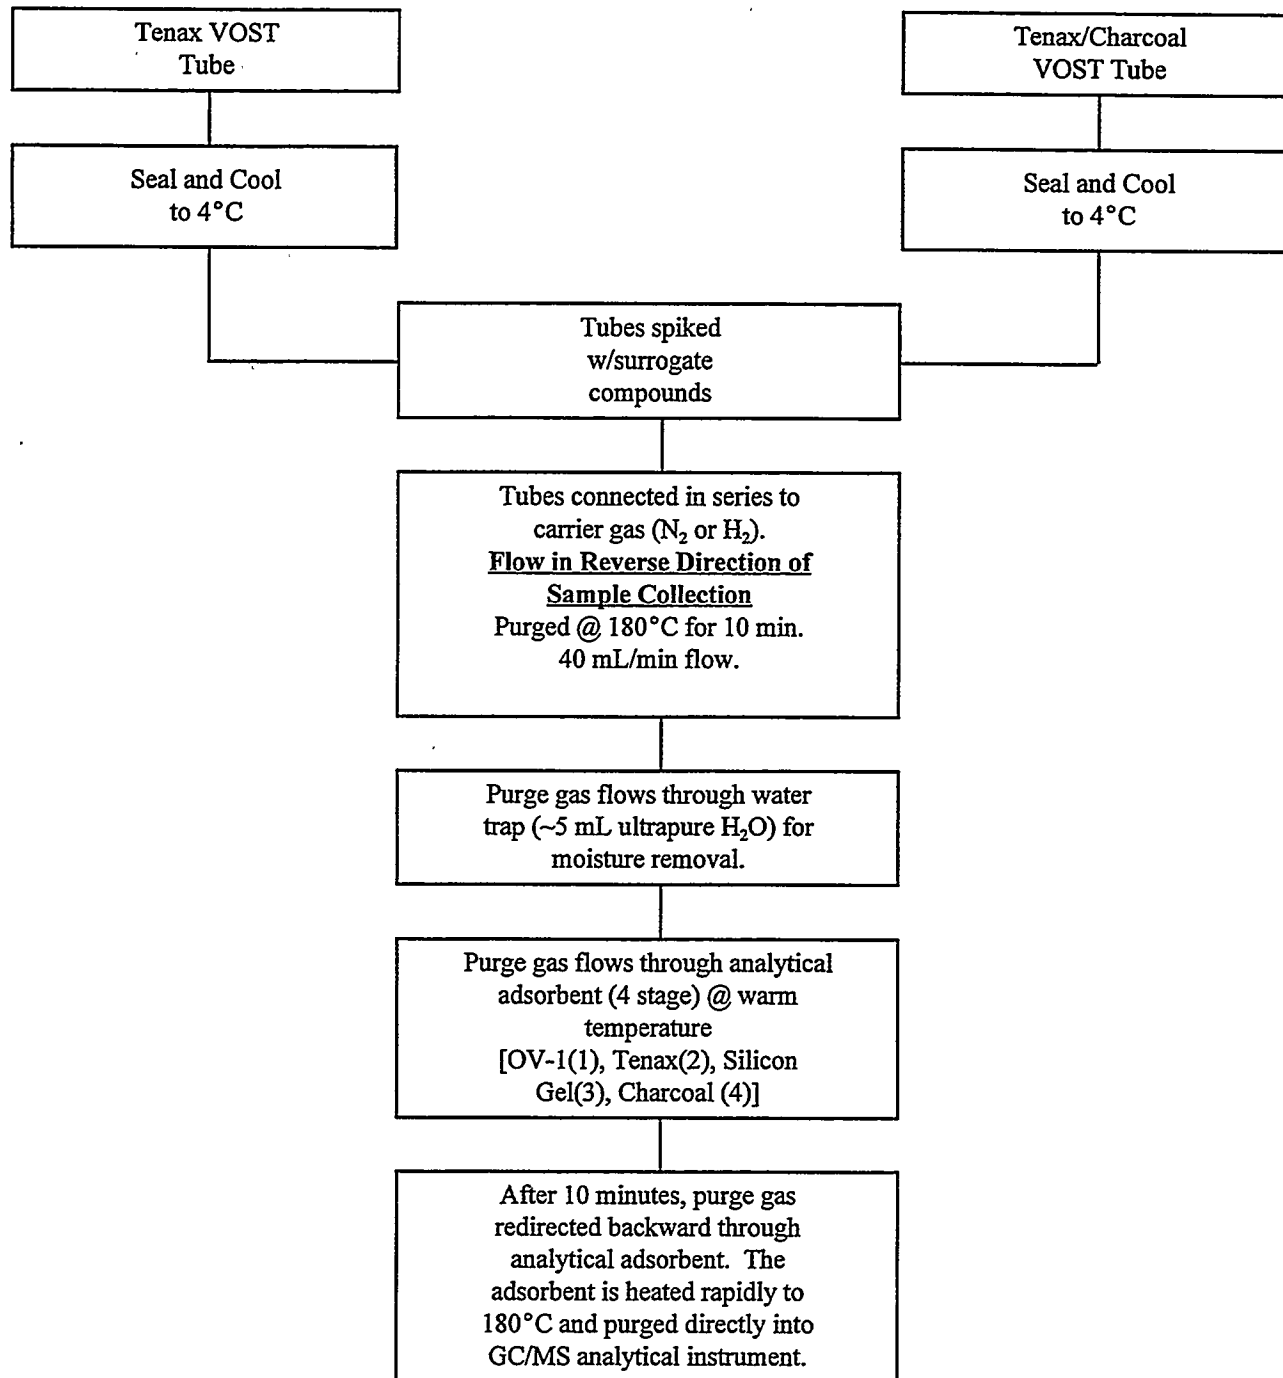 Tenax VOST
Tube
Tenax/Charcoal
VOST Tube
Seal and Cool
to 4°C
Seal and Cool
to 4°C
Tubes spiked
w/surrogate
compounds
Tubes connected in series to
carrier gas (N₂ or H₂).
Flow in Reverse Direction of
Sample Collection
Purged @ 180°C for 10 min.
40 mL/min flow.
Purge gas flows through water
trap (~5 mL ultrapure H₂O) for
moisture removal.
Purge gas flows through analytical
adsorbent (4 stage) @ warm
temperature
[OV-1(1), Tenax(2), Silicon
Gel(3), Charcoal (4)]
After 10 minutes, purge gas
redirected backward through
analytical adsorbent. The
adsorbent is heated rapidly to
180°C and purged directly into
GC/MS analytical instrument.